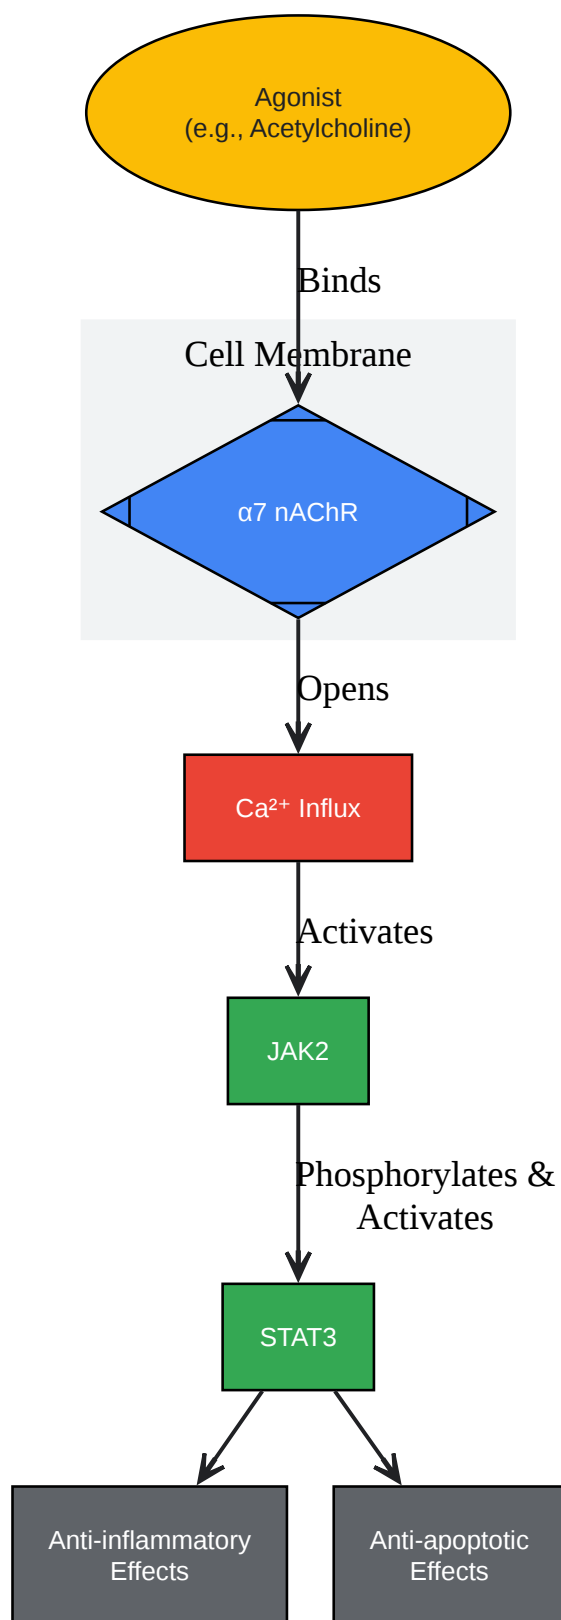 Agonist
(e.g., Acetylcholine)
Binds
Cell Membrane
α7 nAChR
Opens
Ca²⁺ Influx
Activates
JAK2
Phosphorylates &
Activates
STAT3
Anti-inflammatory
Effects
Anti-apoptotic
Effects